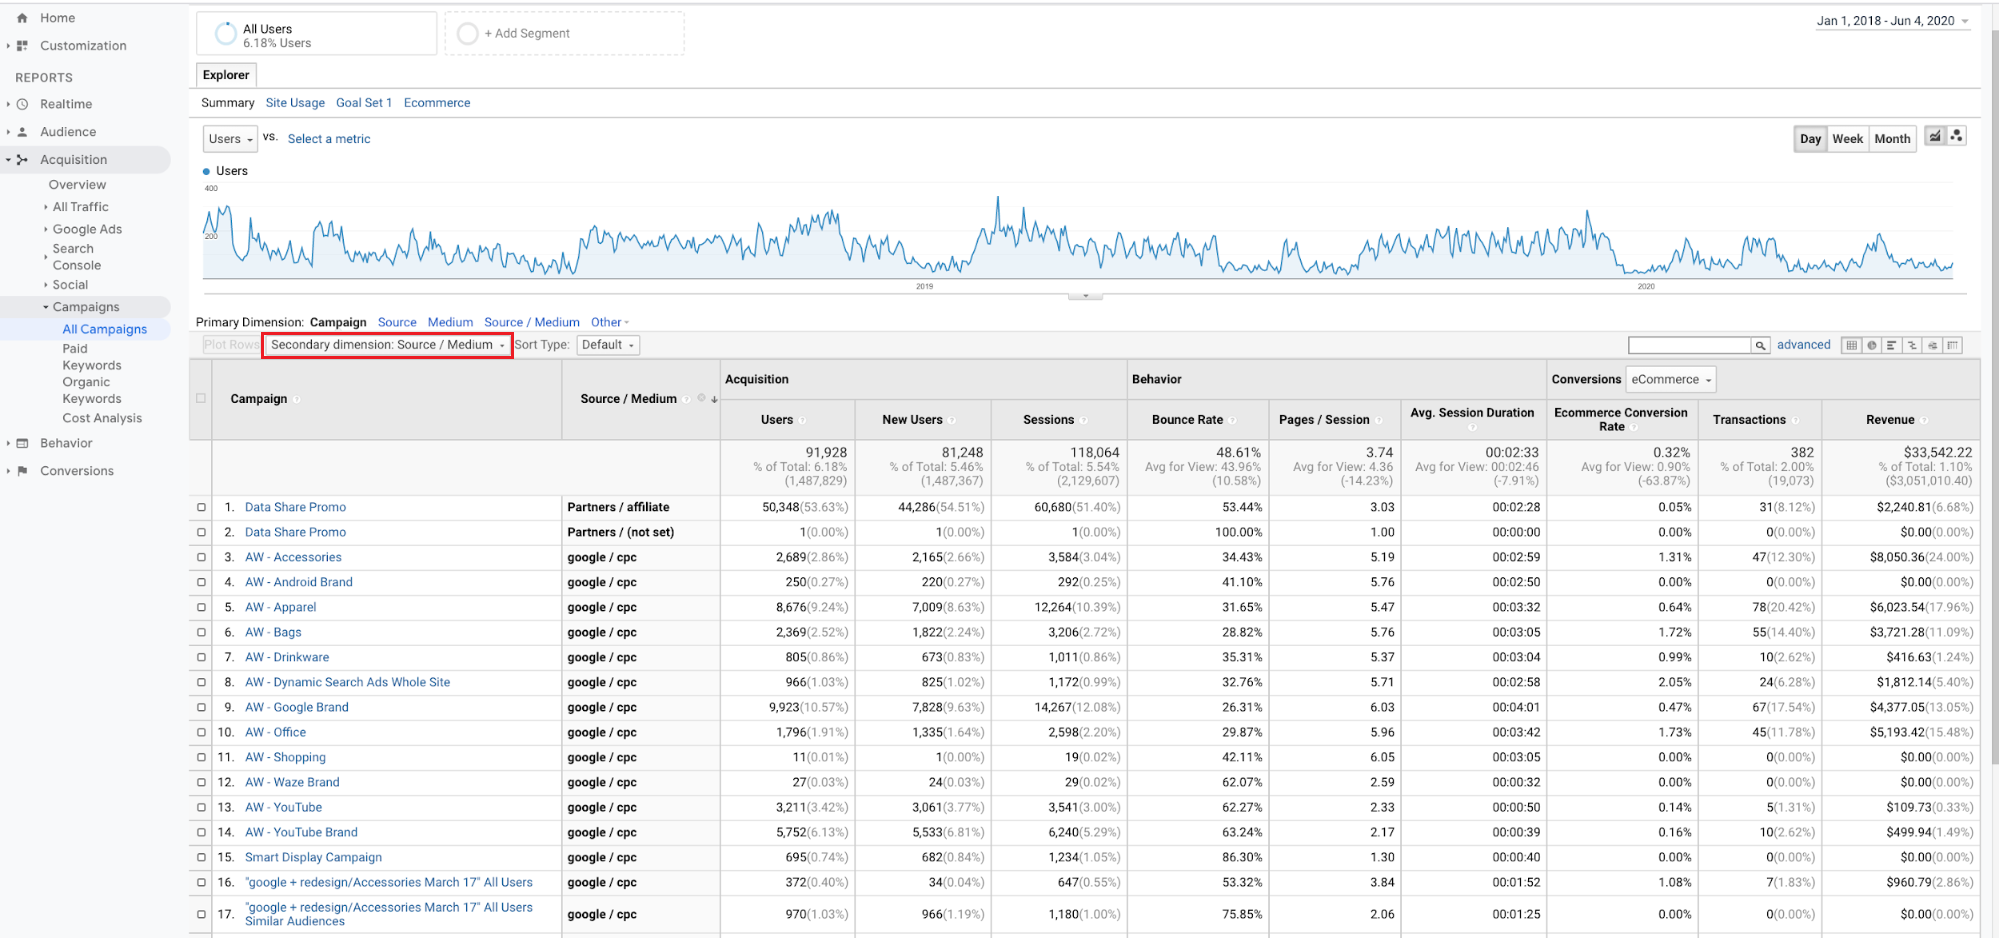 Home
Customization
REPORTS
Realtime
Audience
Acquisition
Overview
All Traffic
Google Ads
Search
Console
Social
Campaigns
All Campaigns
Paid
Keywords
Organic
Keywords
Cost Analysis
Behavior
Conversions
All Users
6.18% Users
+ Add Segment
Jan 1, 2018 - Jun 4, 2020
Explorer
Summary Site Usage Goal Set 1 Ecommerce
Users vs. Select a metric
Day Week Month
Users
400
200
2019 2020
Primary Dimension: Campaign Source Medium Source / Medium Other
Plot Rows Secondary dimension: Source / Medium Sort Type: Default advanced
Campaign Source / Medium Acquisition Behavior Conversions eCommerce
Users New Users Sessions Bounce Rate Pages / Session Avg. Session Duration Ecommerce Conversion Rate Transactions Revenue
91,928 81,248 118,064 48.61% 3.74 00:02:33 0.32% 382 $33,542.22
% of Total: 6.18% % of Total: 5.46% % of Total: 5.54% Avg for View: 43.96% Avg for View: 4.36 Avg for View: 00:02:46 Avg for View: 0.90% % of Total: 2.00% % of Total: 1.10%
(1,487,829) (1,487,367) (2,129,607) (10.58%) (-14.23%) (-7.91%) (-63.87%) (19,073) ($3,051,010.40)
1. Data Share Promo Partners / affiliate 50,348(53.63%) 44,286(54.51%) 60,680(51.40%) 53.44% 3.03 00:02:28 0.05% 31(8.12%) $2,240.81(6.68%)
2. Data Share Promo Partners / (not set) 1(0.00%) 1(0.00%) 1(0.00%) 100.00% 1.00 00:00:00 0.00% 0(0.00%) $0.00(0.00%)
3. AW - Accessories google / cpc 2,689(2.86%) 2,165(2.66%) 3,584(3.04%) 34.43% 5.19 00:02:59 1.31% 47(12.30%) $8,050.36(24.00%)
4. AW - Android Brand google / cpc 250(0.27%) 220(0.27%) 292(0.25%) 41.10% 5.76 00:02:50 0.00% 0(0.00%) $0.00(0.00%)
5. AW - Apparel google / cpc 8,676(9.24%) 7,009(8.63%) 12,264(10.39%) 31.65% 5.47 00:03:32 0.64% 78(20.42%) $6,023.54(17.96%)
6. AW - Bags google / cpc 2,369(2.52%) 1,822(2.24%) 3,206(2.72%) 28.82% 5.76 00:03:05 1.72% 55(14.40%) $3,721.28(11.09%)
7. AW - Drinkware google / cpc 805(0.86%) 673(0.83%) 1,011(0.86%) 35.31% 5.37 00:03:04 0.99% 10(2.62%) $416.63(1.24%)
8. AW - Dynamic Search Ads Whole Site google / cpc 966(1.03%) 825(1.02%) 1,172(0.99%) 32.76% 5.71 00:02:58 2.05% 24(6.28%) $1,812.14(5.40%)
9. AW - Google Brand google / cpc 9,923(10.57%) 7,828(9.63%) 14,267(12.08%) 26.31% 6.03 00:04:01 0.47% 67(17.54%) $4,377.05(13.05%)
10. AW - Office google / cpc 1,796(1.91%) 1,335(1.64%) 2,598(2.20%) 29.87% 5.96 00:03:42 1.73% 45(11.78%) $5,193.42(15.48%)
11. AW - Shopping google / cpc 11(0.01%) 1(0.00%) 19(0.02%) 42.11% 6.05 00:03:05 0.00% 0(0.00%) $0.00(0.00%)
12. AW - Waze Brand google / cpc 27(0.03%) 24(0.03%) 29(0.02%) 62.07% 2.59 00:00:32 0.00% 0(0.00%) $0.00(0.00%)
13. AW - YouTube google / cpc 3,211(3.42%) 3,061(3.77%) 3,541(3.00%) 62.27% 2.33 00:00:50 0.14% 5(1.31%) $109.73(0.33%)
14. AW - YouTube Brand google / cpc 5,752(6.13%) 5,533(6.81%) 6,240(5.29%) 63.24% 2.17 00:00:39 0.16% 10(2.62%) $499.94(1.49%)
15. Smart Display Campaign google / cpc 695(0.74%) 682(0.84%) 1,234(1.05%) 86.30% 1.30 00:00:40 0.00% 0(0.00%) $0.00(0.00%)
16. "google + redesign/Accessories March 17" All Users google / cpc 372(0.40%) 34(0.04%) 647(0.55%) 53.32% 3.84 00:01:52 1.08% 7(1.83%) $960.79(2.86%)
17. "google + redesign/Accessories March 17" All Users Similar Audiences google / cpc 970(1.03%) 966(1.19%) 1,180(1.00%) 75.85% 2.06 00:01:25 0.00% 0(0.00%) $0.00(0.00%)